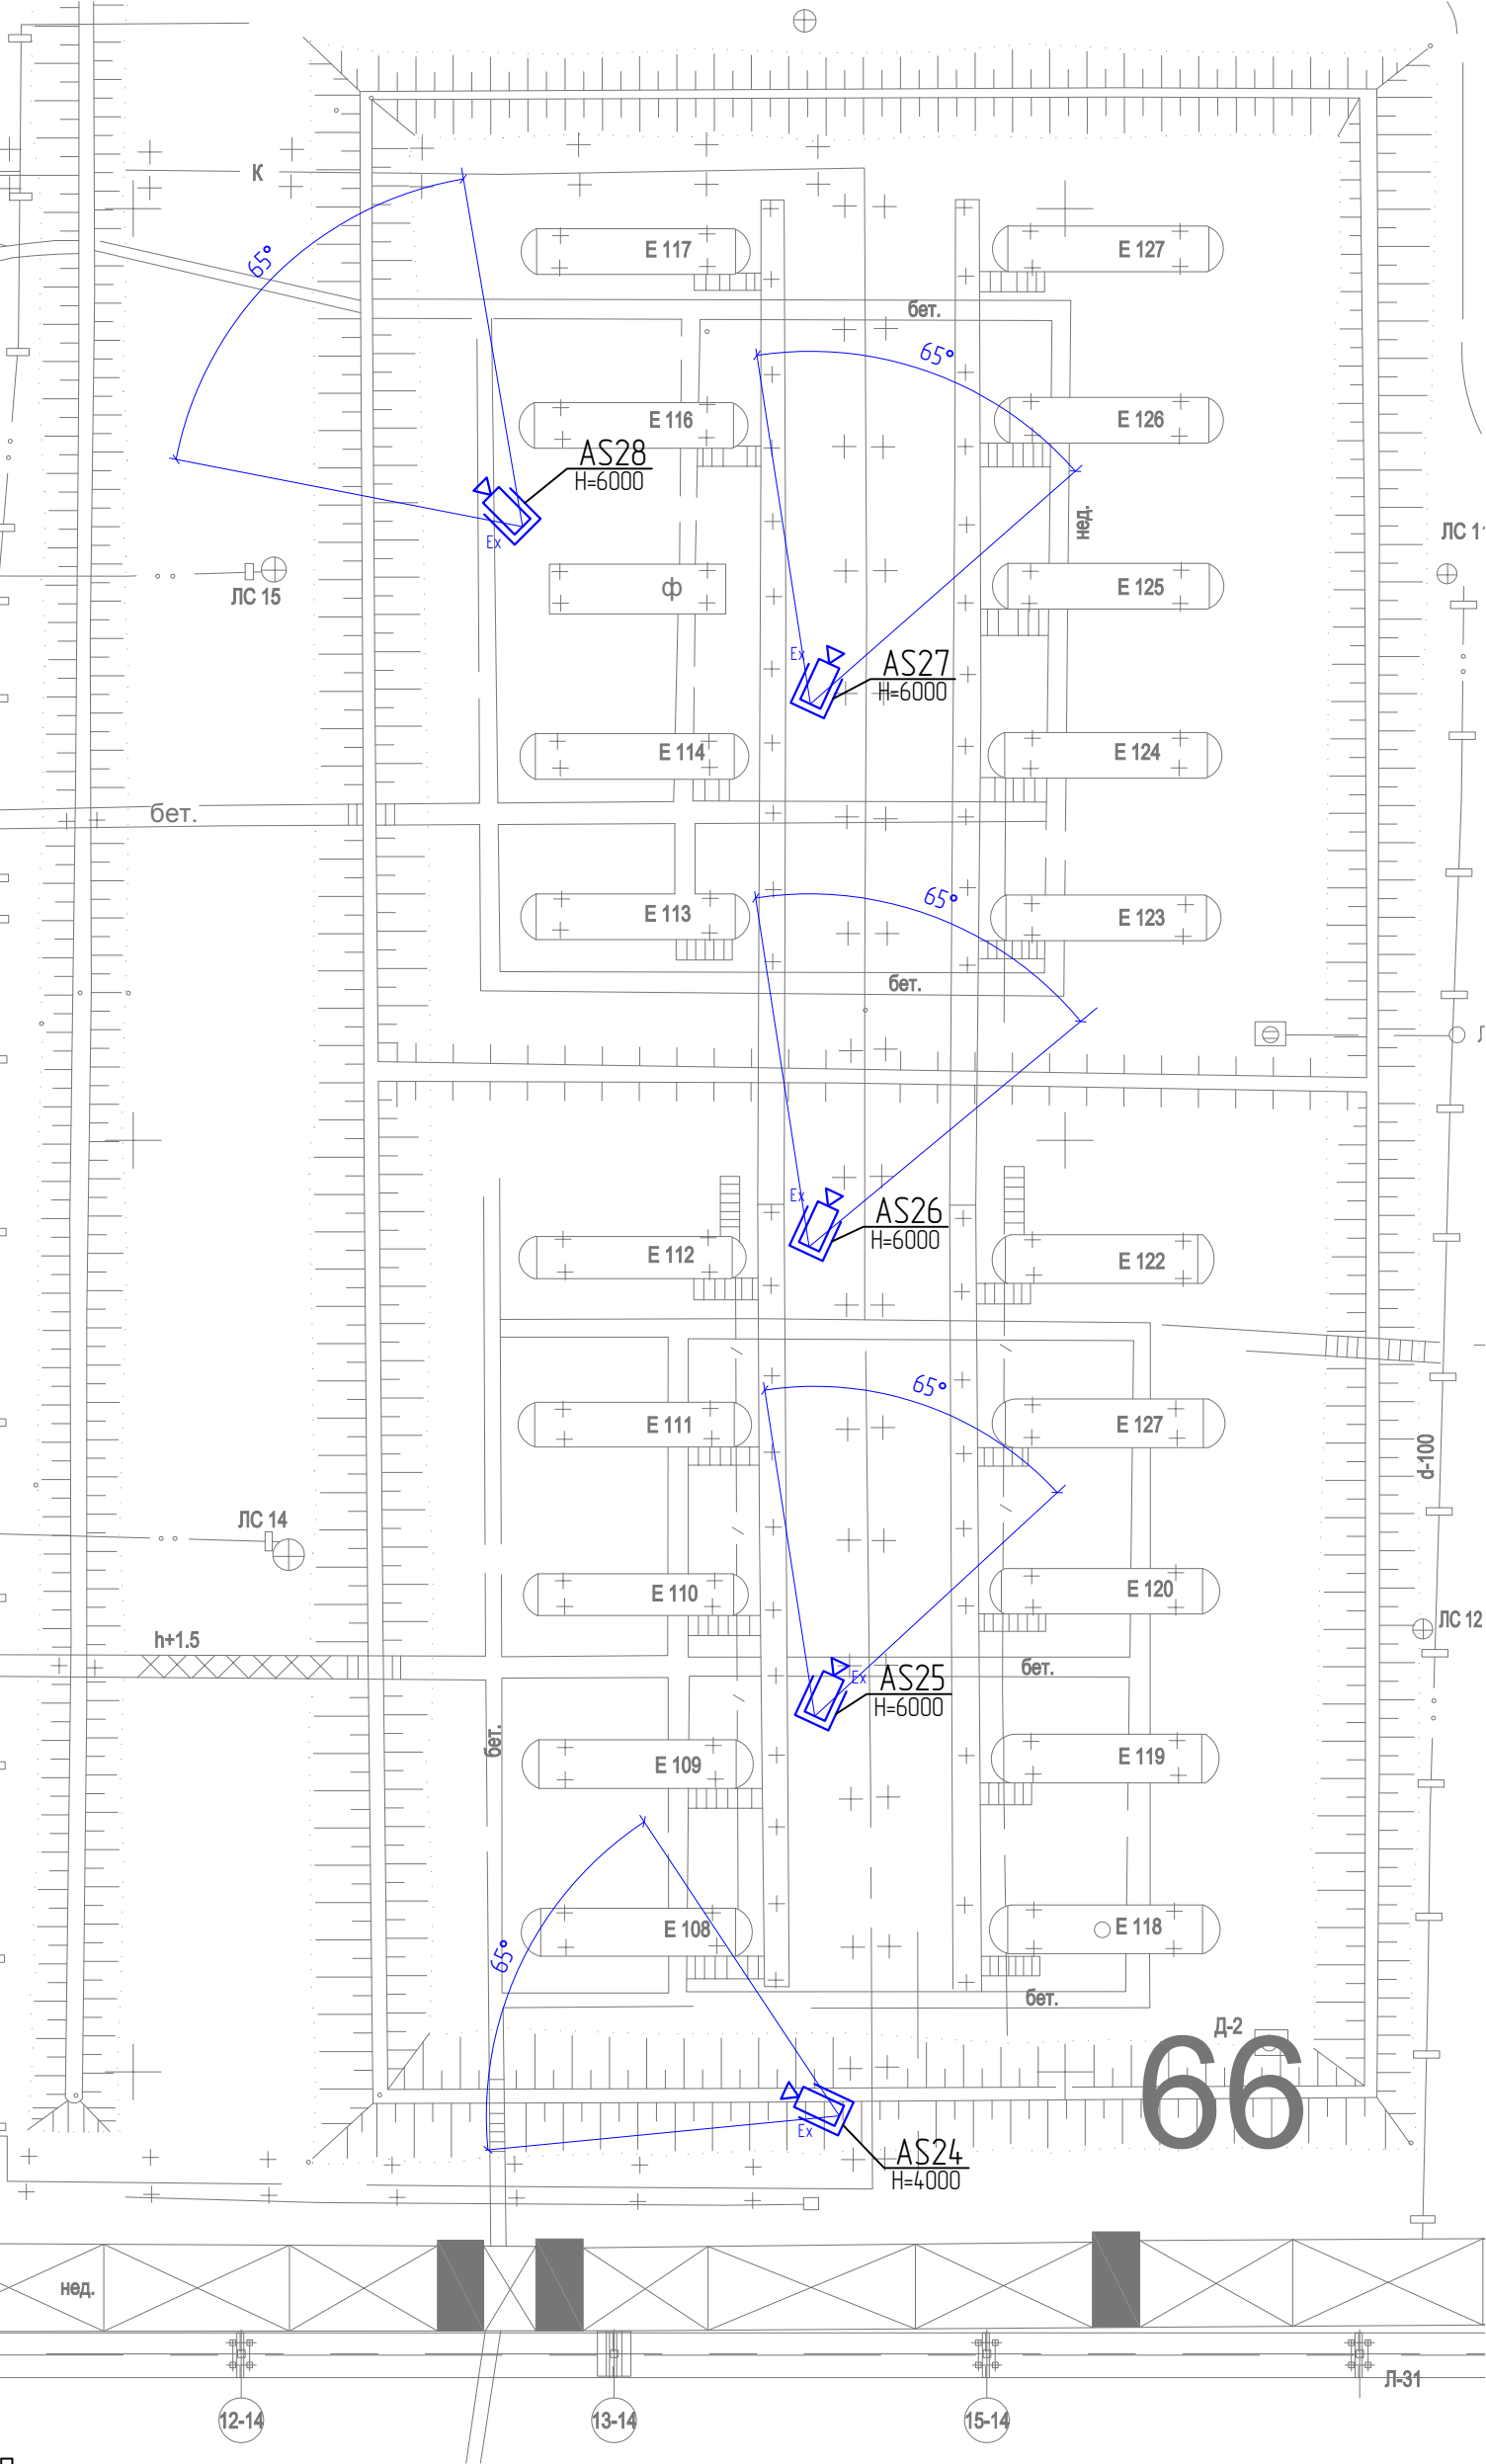 К
65°
Е 117
Е 127
бет.
65°
Е 116
Е 126
AS28
H=6000
Ex
нед.
ЛС 11
ЛС 15
ф
Е 125
Ex
AS27
H=6000
Е 114
Е 124
бет.
65°
Е 113
Е 123
бет.
Ex
AS26
H=6000
Е 112
Е 122
65°
Е 111
Е 127
d-100
ЛС 14
Е 110
Е 120
ЛС 12
h+1.5
бет.
Ex
AS25
H=6000
бет.
Е 109
Е 119
65°
Е 108
Е 118
бет.
Д-2
66
Ex
AS24
H=4000
нед.
Л-31
12-14
13-14
15-14